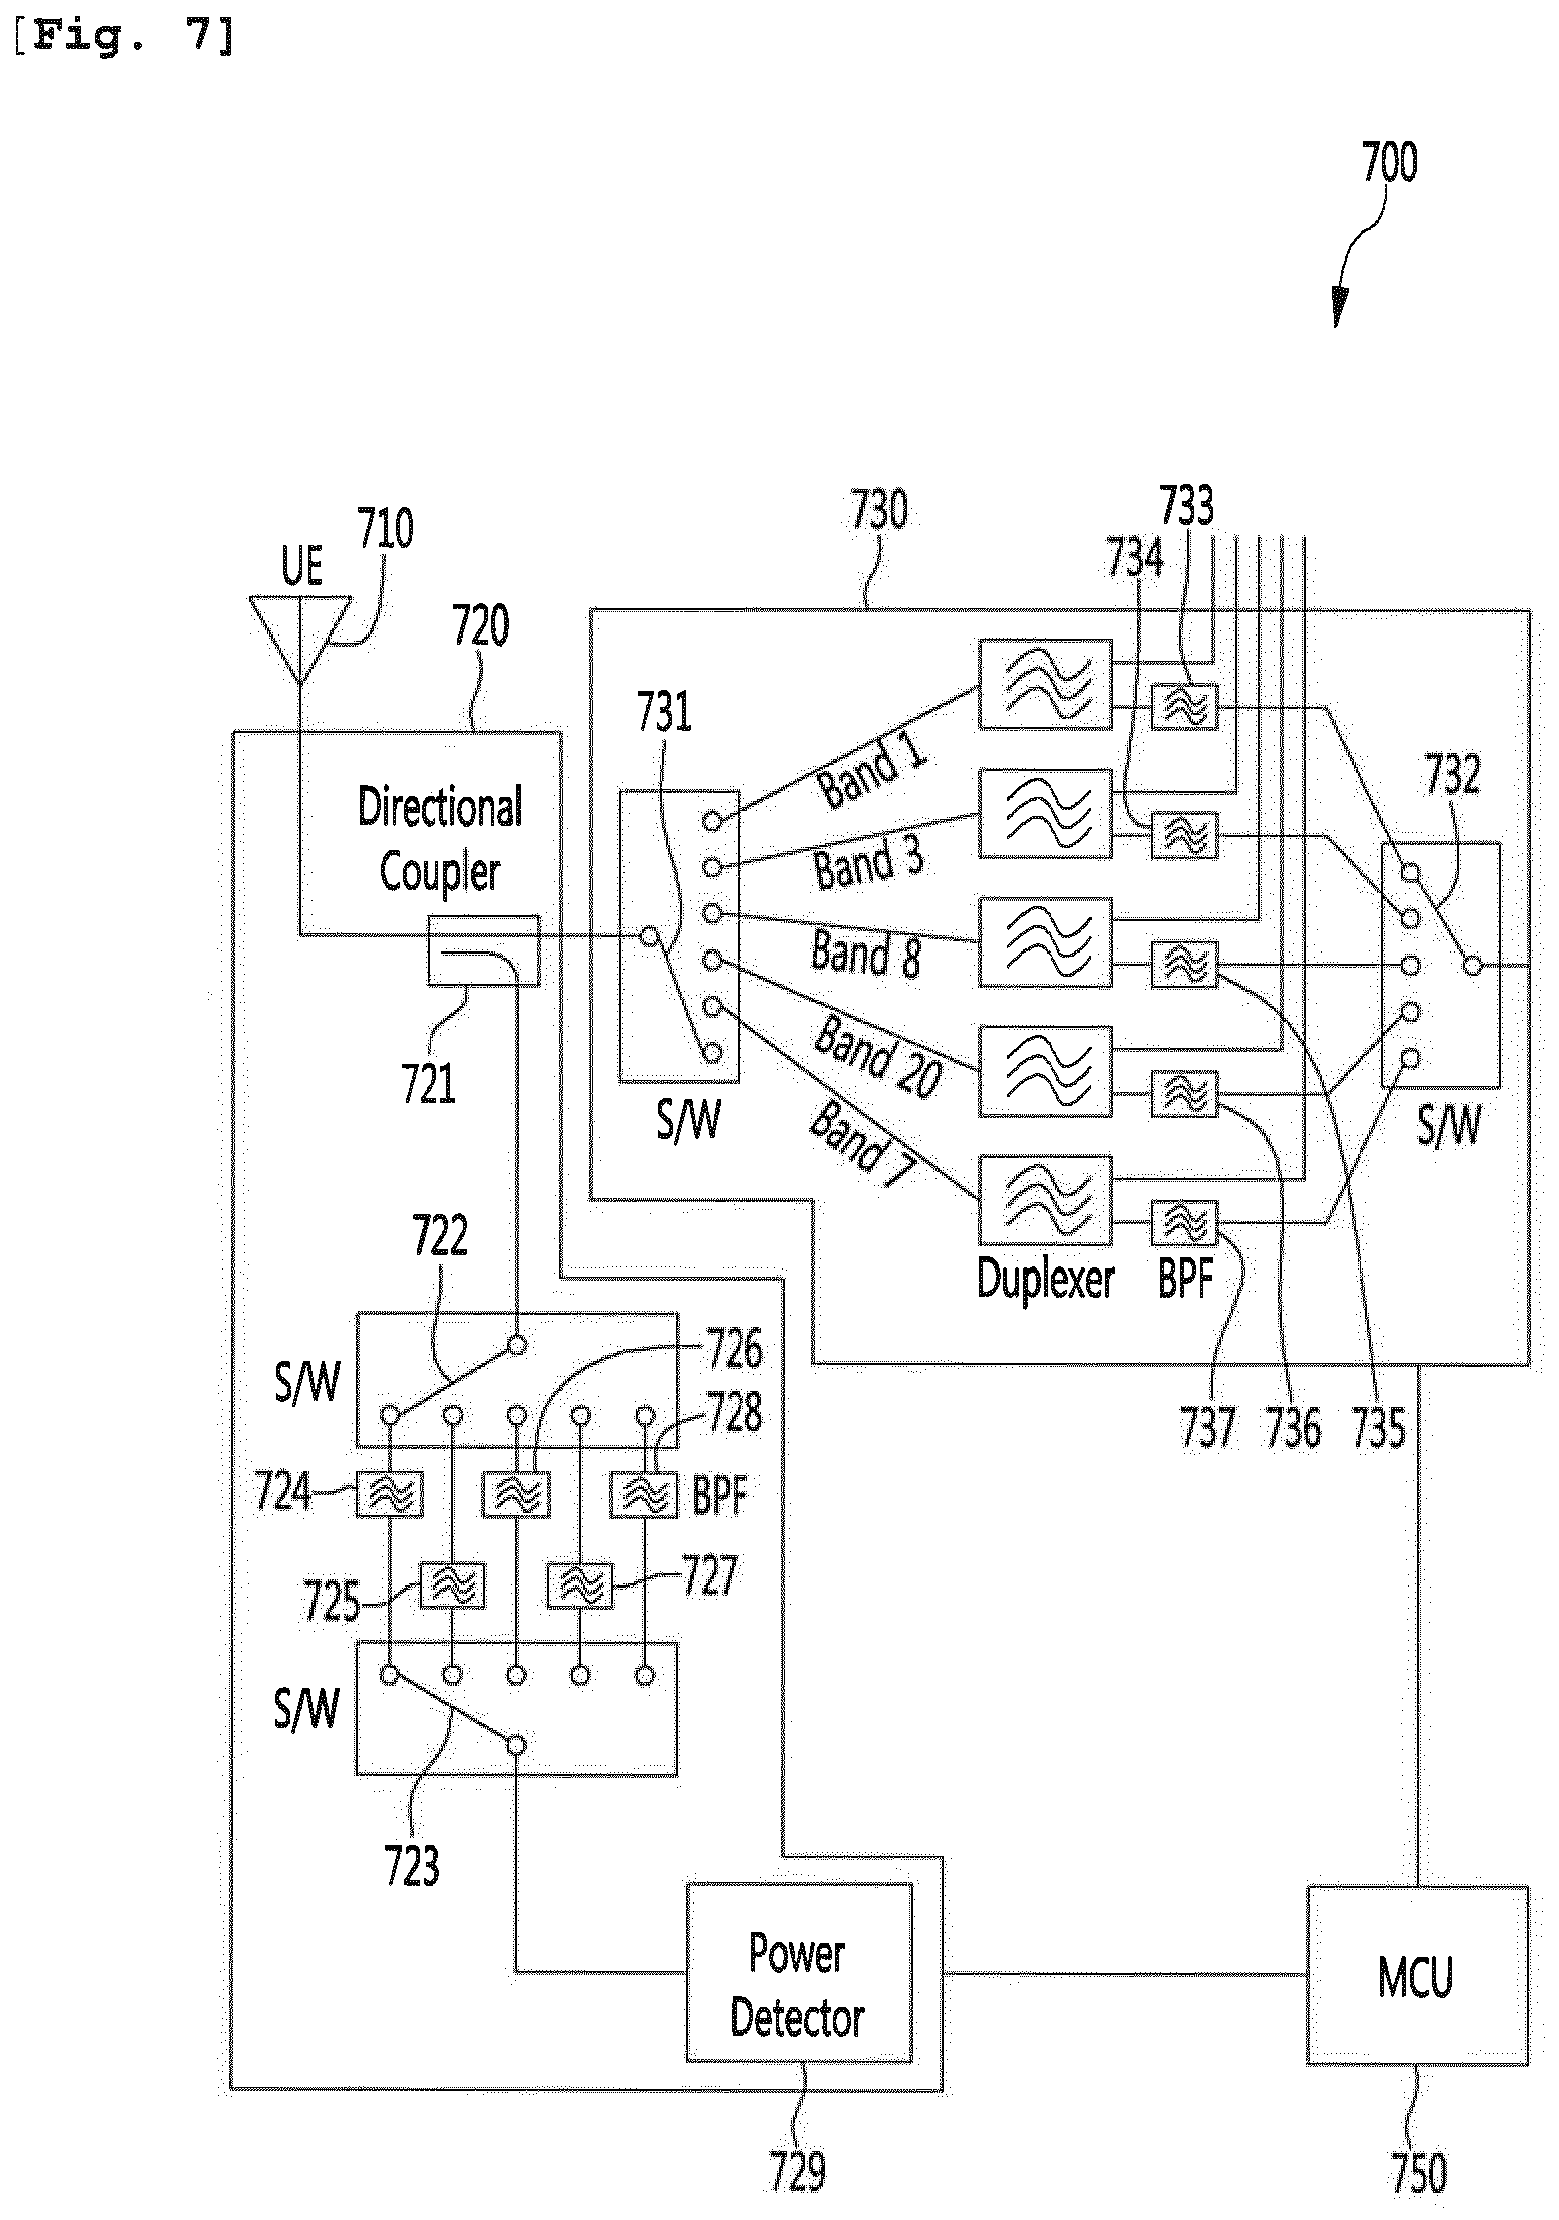 [Fig. 7]
700
730
733
734
710
UE
720
731
732
Directional
Coupler
Band 1
Band 3
Band 8
Band 20
Band 7
721
S/W
S/W
722
Duplexer
BPF
726
S/W
728
737
736
735
724
BPF
725
727
S/W
723
Power
Detector
MCU
729
750